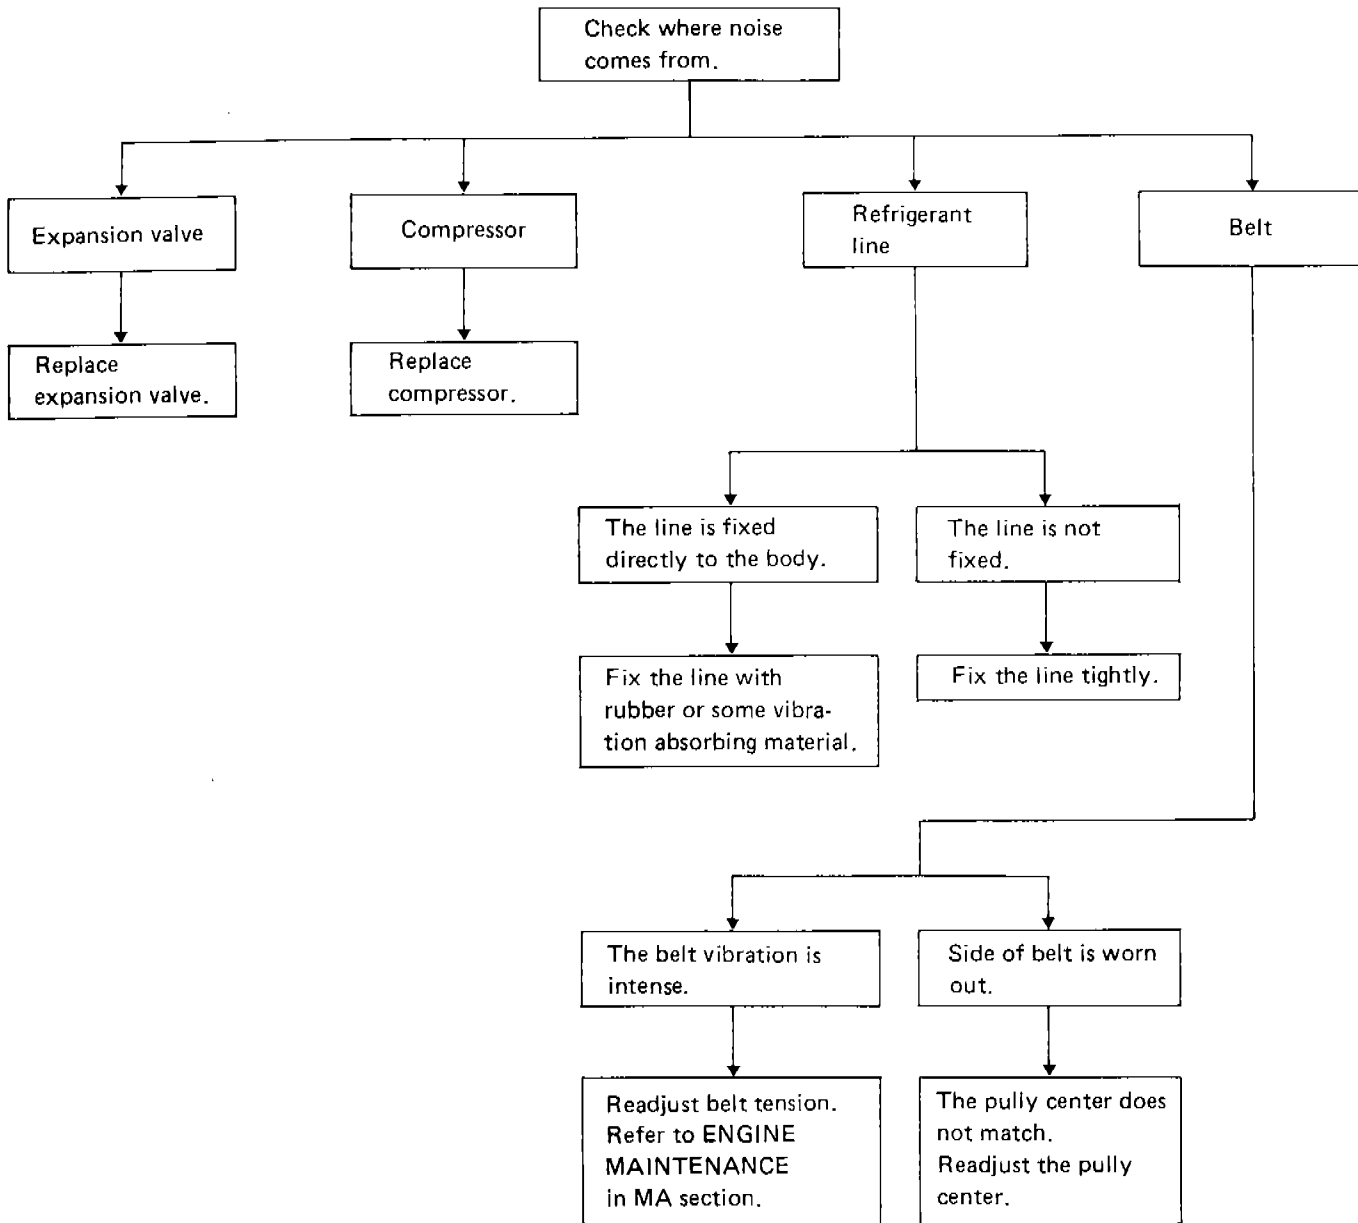 Check where noise
comes from.
Expansion valve
Compressor
Refrigerant
line
Belt
Replace
expansion valve.
Replace
compressor.
The line is fixed
directly to the body.
The line is not
fixed.
Fix the line with
rubber or some vibra-
tion absorbing material.
Fix the line tightly.
The belt vibration is
intense.
Side of belt is worn
out.
Readjust belt tension.
Refer to ENGINE
MAINTENANCE
in MA section.
The pully center does
not match.
Readjust the pully
center.